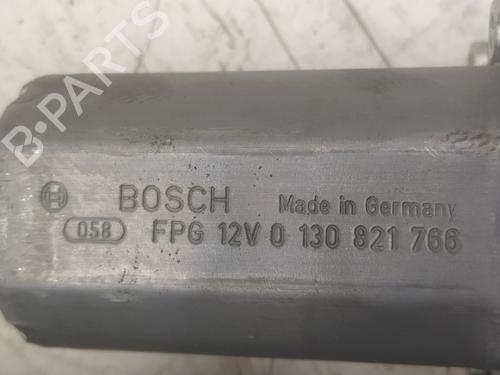 B-PARTS
BOSCH Made in Germany
058 FPG 12V 0 130 821 766